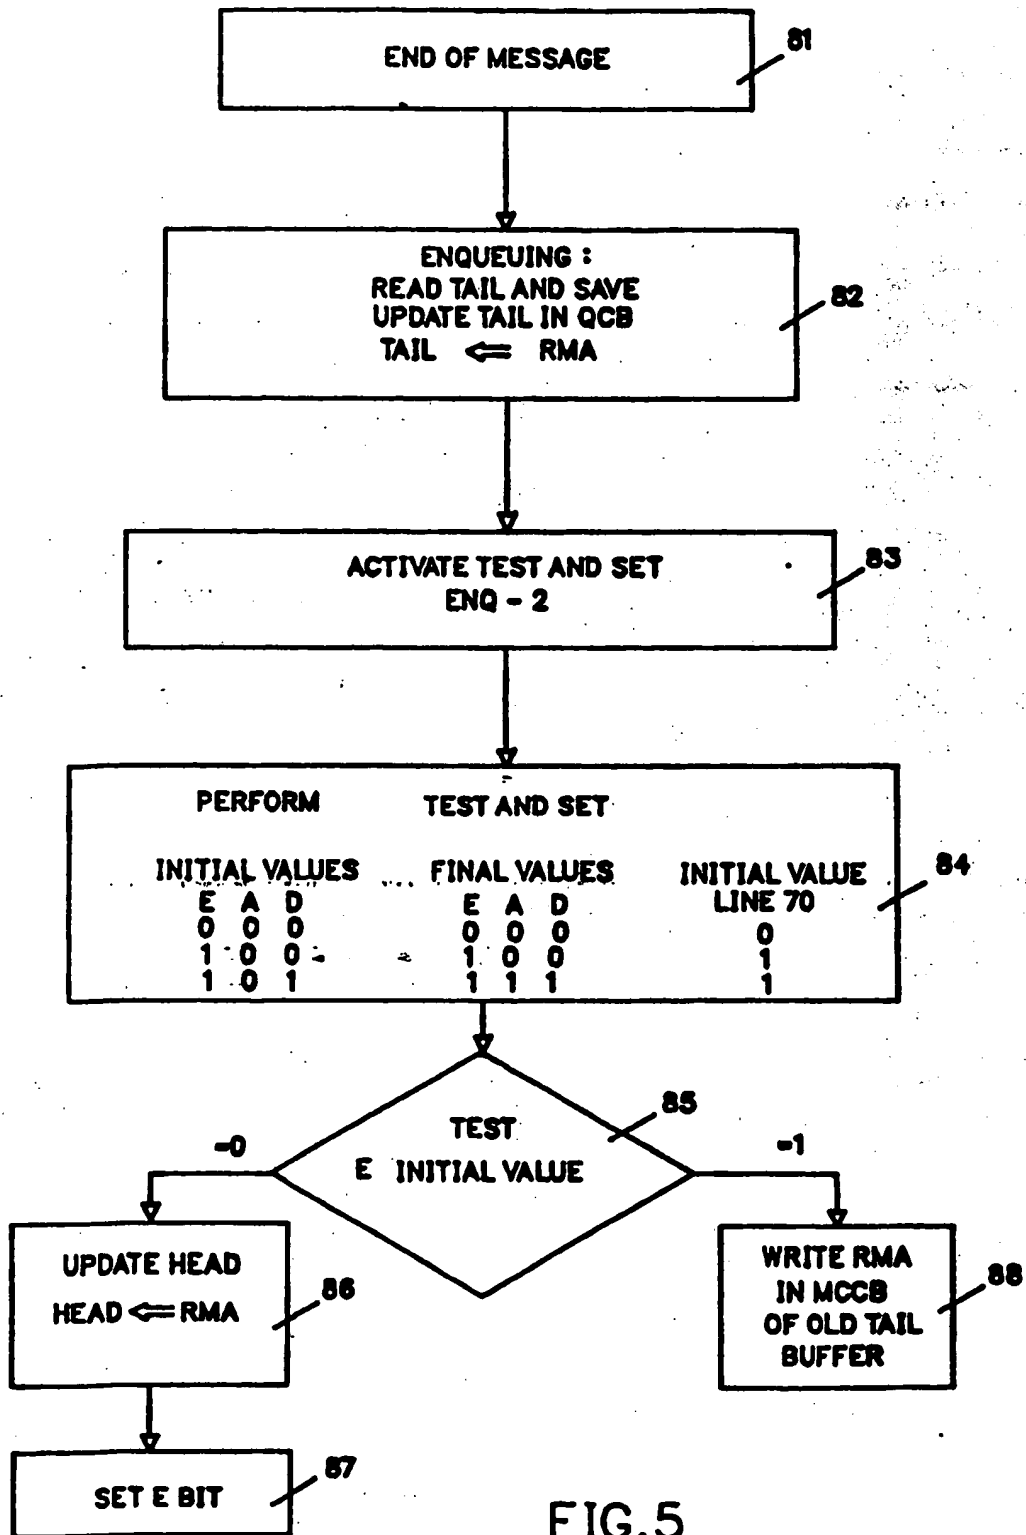 END OF MESSAGE
81
ENQUEUING :
READ TAIL AND SAVE
UPDATE TAIL IN QCB
TAIL ⇐ RMA
82
ACTIVATE TEST AND SET
ENQ - 2
83
PERFORM TEST AND SET
INITIAL VALUES FINAL VALUES INITIAL VALUE
LINE 70
E A D E A D
0 0 0 0 0 0 0
1 0 0 1 0 0 1
1 0 1 1 1 1 1
84
TEST
E INITIAL VALUE
85
=0
=1
UPDATE HEAD
HEAD ⇐ RMA
86
WRITE RMA
IN MCCB
OF OLD TAIL
BUFFER
88
SET E BIT
87
FIG.5